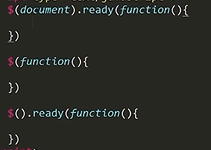 $(document).ready(function(){
})
$(function(){
})
$().ready(function(){
})